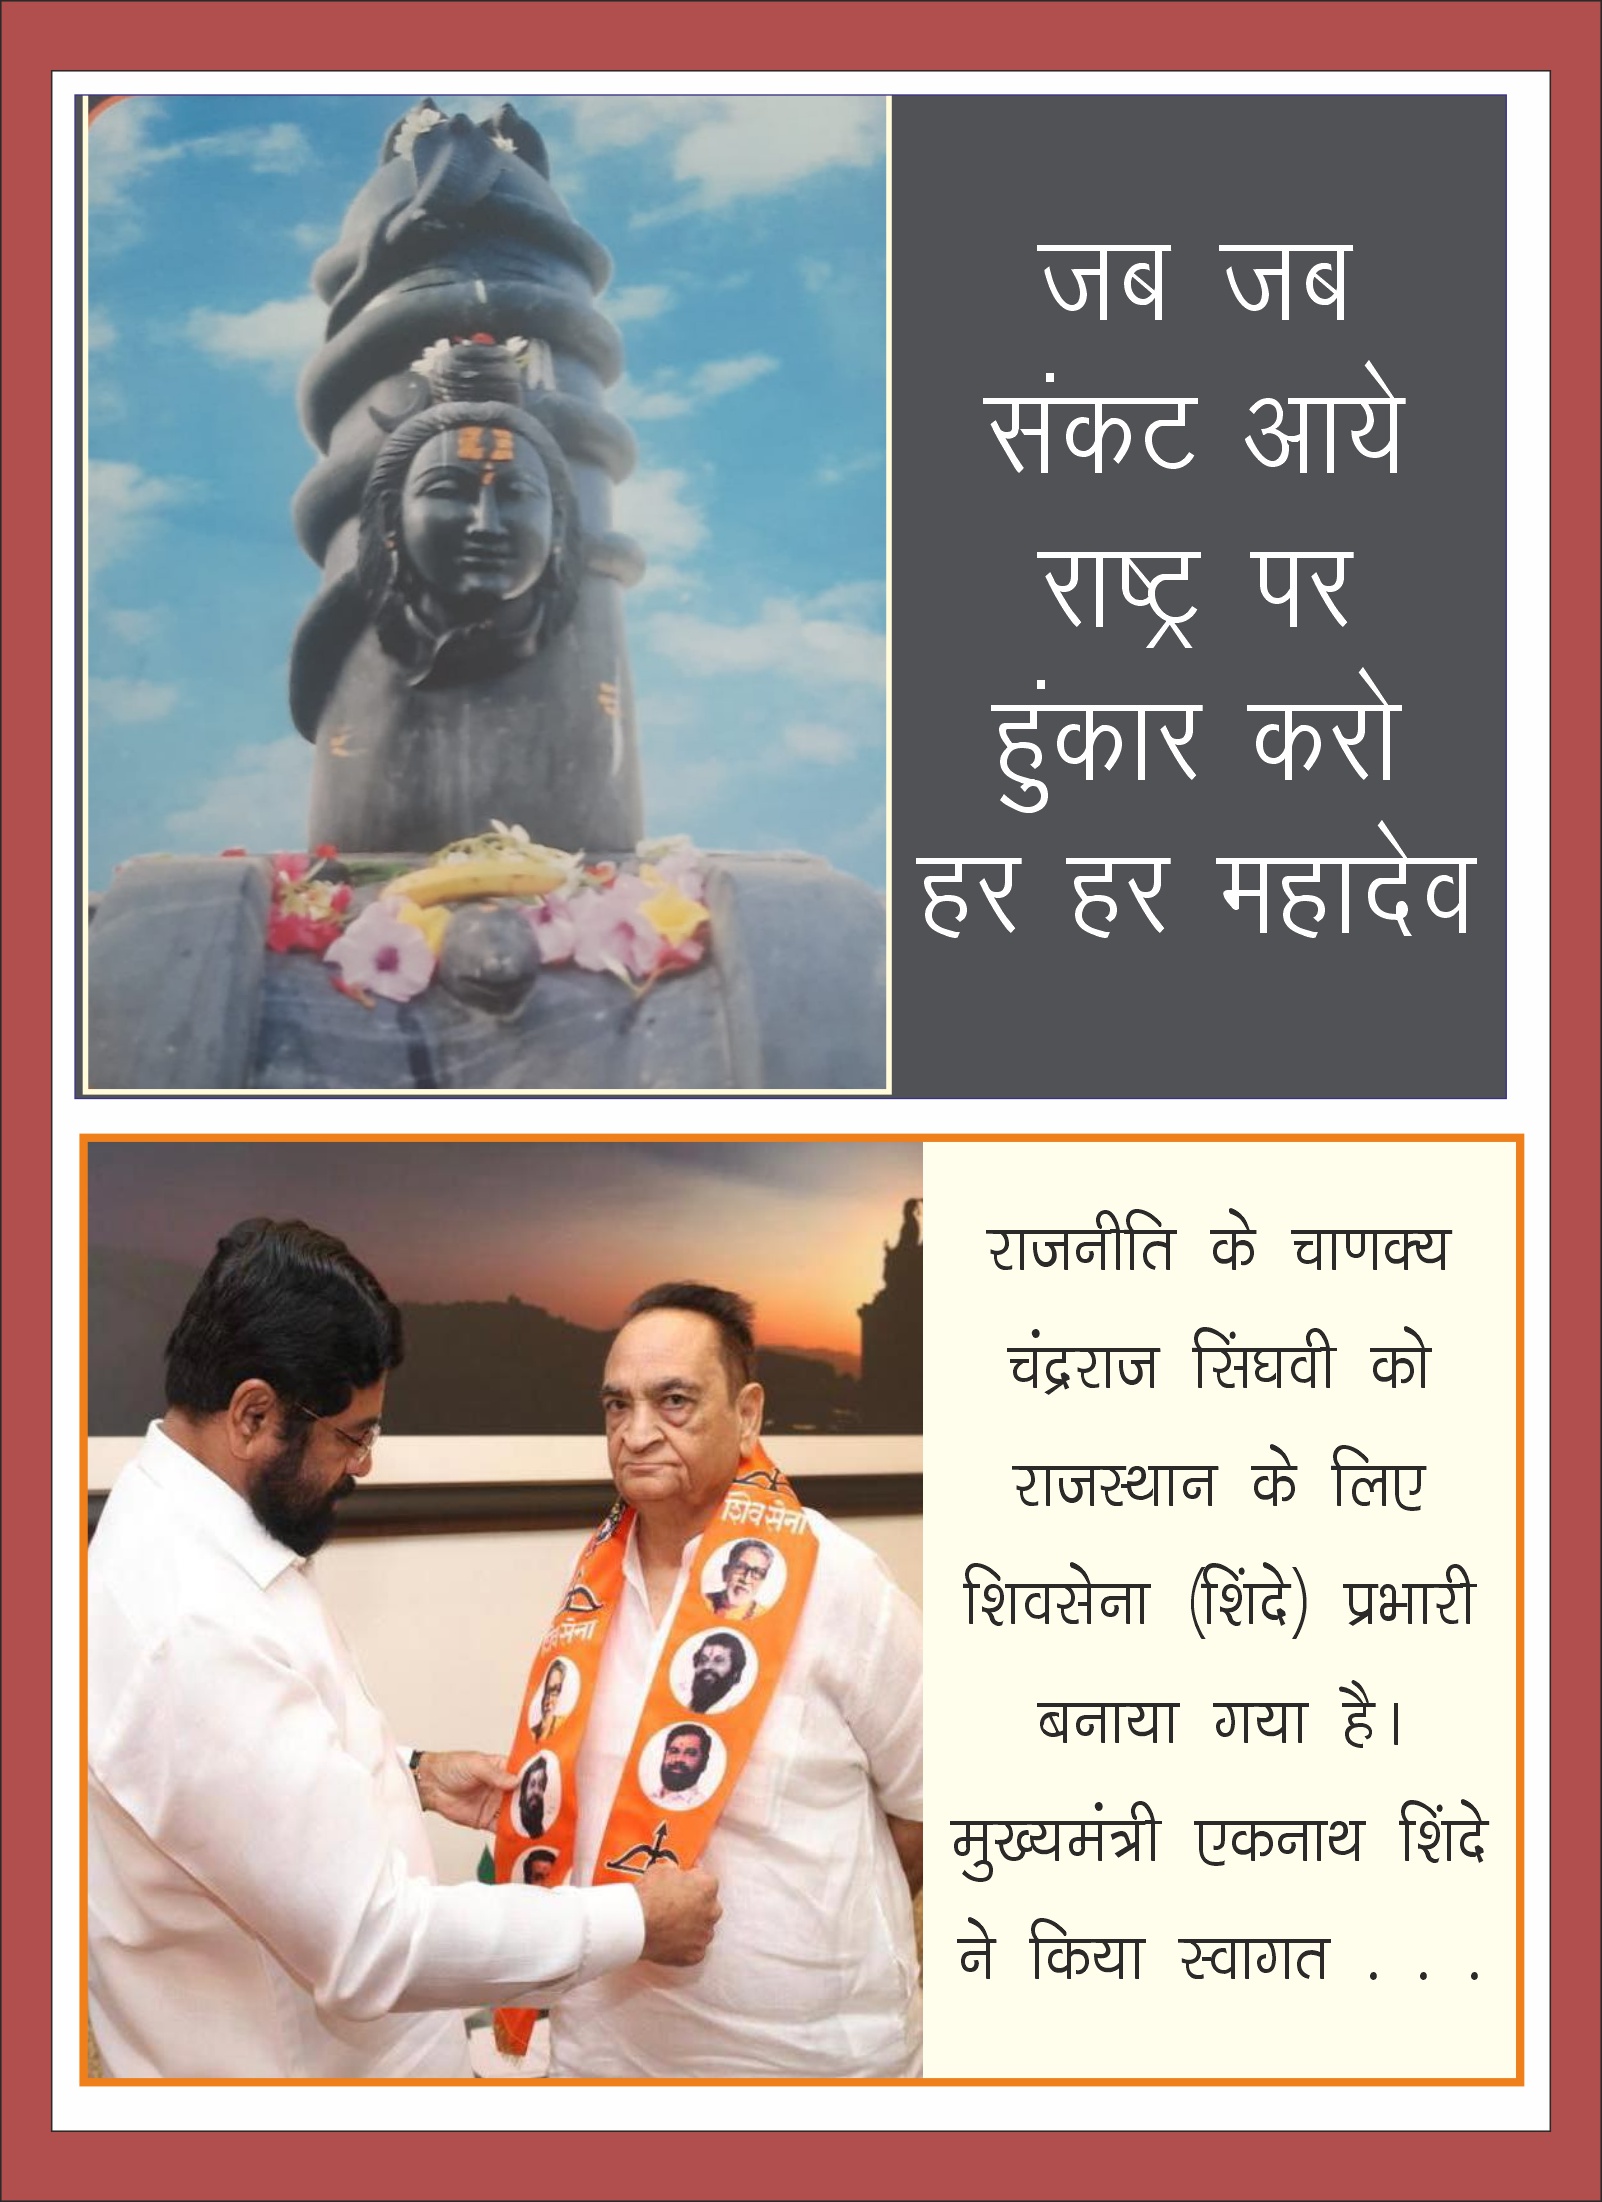 जब जब
संकट आये
राष्ट्र पर
हुंकार करो
हर हर महादेव
राजनीति के चाणक्य
चंद्रराज सिंघवी को
राजस्थान के लिए
शिवसेना (शिंदे) प्रभारी
बनाया गया है।
मुख्यमंत्री एकनाथ शिंदे
ने किया स्वागत . . .
शिवसेना
शिवसेना